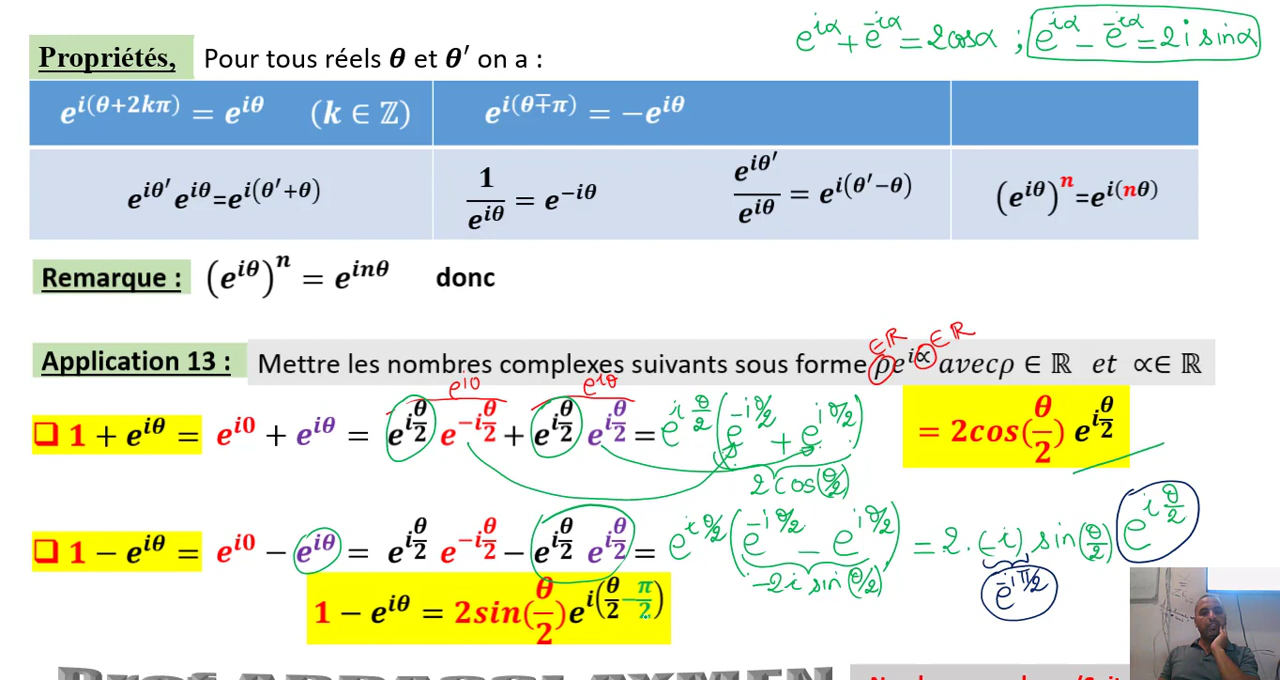 e^{iα} + e^{-iα} = 2cosα ; e^{iα} - e^{-iα} = 2i sinα
Propriétés, Pour tous réels θ et θ′ on a :
e^{i(θ+2kπ)} = e^{iθ} (k ∈ ℤ) e^{i(θ∓π)} = −e^{iθ}
e^{iθ′} e^{iθ}=e^{i(θ′+θ)} 1/e^{iθ} = e^{−iθ} e^{iθ′}/e^{iθ} = e^{i(θ′−θ)} (e^{iθ})^n=e^{i(nθ)}
Remarque : (e^{iθ})^n = e^{inθ} donc
∈ℝ ∈ℝ
Application 13 : Mettre les nombres complexes suivants sous forme ρe^{i∝} avecρ ∈ ℝ et ∝∈ ℝ
e^{i0} e^{iθ}
❑ 1 + e^{iθ} = e^{i0} + e^{iθ} = e^{iθ/2} e^{−iθ/2} + e^{iθ/2} e^{iθ/2} = e^{iθ/2}(e^{-iθ/2} + e^{iθ/2}) = 2cos(θ/2) e^{iθ/2}
2cos(θ/2)
❑ 1 − e^{iθ} = e^{i0} − e^{iθ} = e^{iθ/2} e^{−iθ/2} − e^{iθ/2} e^{iθ/2} = e^{iθ/2}(e^{-iθ/2} - e^{iθ/2}) = 2.(-i) sin(θ/2) e^{iθ/2}
-2i sin(θ/2) e^{-iπ/2}
1 − e^{iθ} = 2sin(θ/2)e^{i(θ/2−π/2)}